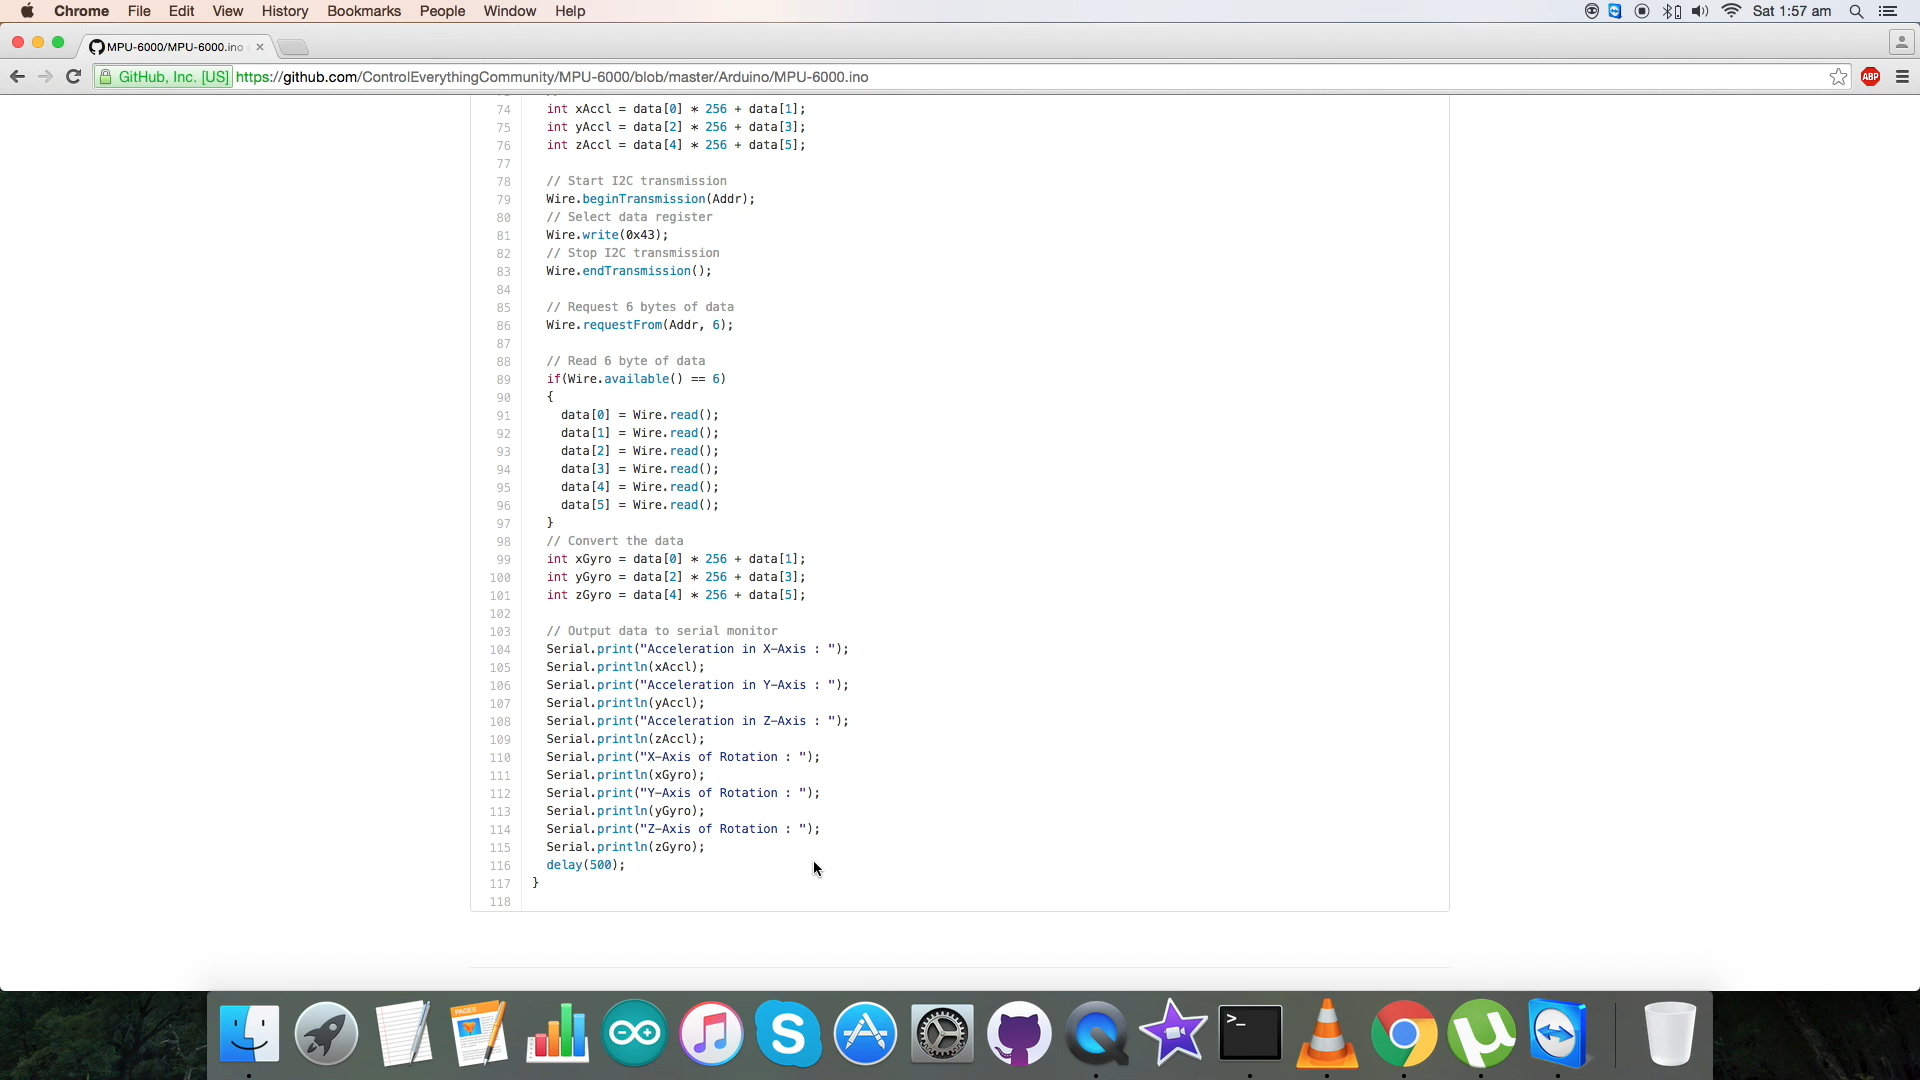 Chrome File Edit View History Bookmarks People Window Help Sat 1:57 am
MPU-6000/MPU-6000.ino
GitHub, Inc. [US] https://github.com/ControlEverythingCommunity/MPU-6000/blob/master/Arduino/MPU-6000.ino ABP
74 int xAccl = data[0] * 256 + data[1];
75 int yAccl = data[2] * 256 + data[3];
76 int zAccl = data[4] * 256 + data[5];
77
78 // Start I2C transmission
79 Wire.beginTransmission(Addr);
80 // Select data register
81 Wire.write(0x43);
82 // Stop I2C transmission
83 Wire.endTransmission();
84
85 // Request 6 bytes of data
86 Wire.requestFrom(Addr, 6);
87
88 // Read 6 byte of data
89 if(Wire.available() == 6)
90 {
91 data[0] = Wire.read();
92 data[1] = Wire.read();
93 data[2] = Wire.read();
94 data[3] = Wire.read();
95 data[4] = Wire.read();
96 data[5] = Wire.read();
97 }
98 // Convert the data
99 int xGyro = data[0] * 256 + data[1];
100 int yGyro = data[2] * 256 + data[3];
101 int zGyro = data[4] * 256 + data[5];
102
103 // Output data to serial monitor
104 Serial.print("Acceleration in X-Axis : ");
105 Serial.println(xAccl);
106 Serial.print("Acceleration in Y-Axis : ");
107 Serial.println(yAccl);
108 Serial.print("Acceleration in Z-Axis : ");
109 Serial.println(zAccl);
110 Serial.print("X-Axis of Rotation : ");
111 Serial.println(xGyro);
112 Serial.print("Y-Axis of Rotation : ");
113 Serial.println(yGyro);
114 Serial.print("Z-Axis of Rotation : ");
115 Serial.println(zGyro);
116 delay(500);
117 }
118
PAGES